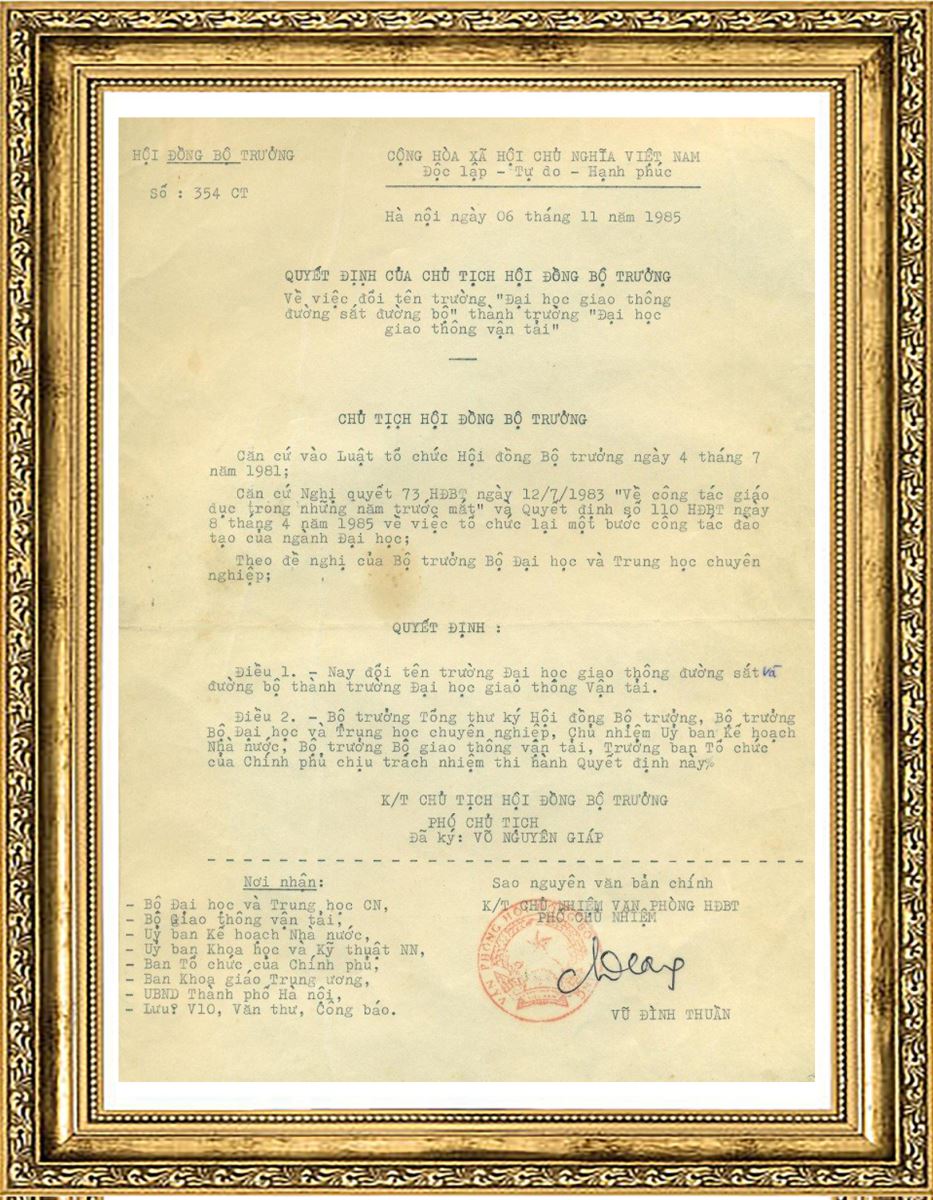 HỘI ĐỒNG BỘ TRƯỞNG
Số : 354 CT
CỘNG HÒA XÃ HỘI CHỦ NGHĨA VIỆT NAM
Độc lập - Tự do - Hạnh phúc
Hà nội ngày 06 tháng 11 năm 1985
QUYẾT ĐỊNH CỦA CHỦ TỊCH HỘI ĐỒNG BỘ TRƯỞNG
Về việc đổi tên trường "Đại học giao thông
đường sắt đường bộ" thành trường "Đại học
giao thông vận tải"
CHỦ TỊCH HỘI ĐỒNG BỘ TRƯỞNG
Căn cứ vào Luật tổ chức Hội đồng Bộ trưởng ngày 4 tháng 7
năm 1981;
Căn cứ Nghị quyết 73 HĐBT ngày 12/7/1983 "Về công tác giáo
dục trong những năm trước mắt" và Quyết định số 110 HĐBT ngày
8 tháng 4 năm 1985 về việc tổ chức lại một bước công tác đào
tạo của ngành Đại học;
Theo đề nghị của Bộ trưởng Bộ Đại học và Trung học chuyên
nghiệp;
QUYẾT ĐỊNH :
Điều 1. - Nay đổi tên trường Đại học giao thông đường sắt và
đường bộ thành trường Đại học giao thông Vận tải.
Điều 2. - Bộ trưởng Tổng thư ký Hội đồng Bộ trưởng, Bộ trưởng
Bộ Đại học và Trung học chuyên nghiệp, Chủ nhiệm Uỷ ban Kế hoạch
Nhà nước, Bộ trưởng Bộ giao thông vận tải, Trưởng ban Tổ chức
của Chính phủ chịu trách nhiệm thi hành Quyết định này%
K/T CHỦ TỊCH HỘI ĐỒNG BỘ TRƯỞNG
PHÓ CHỦ TỊCH
Đã ký: VÕ NGUYÊN GIÁP
Nơi nhận:
- Bộ Đại học và Trung học CN,
- Bộ Giao thông vận tải,
- Uỷ ban Kế hoạch Nhà nước,
- Uỷ ban Khoa học và Kỹ thuật NN,
- Ban Tổ chức của Chính phủ,
- Ban Khoa giáo Trung ương,
- UBND Thành phố Hà nội,
- Lưu? V10, Văn thư, Công báo.
Sao nguyên văn bản chính
K/T CHỦ NHIỆM VĂN PHÒNG HĐBT
PHÓ CHỦ NHIỆM
VŨ ĐÌNH THUẦN